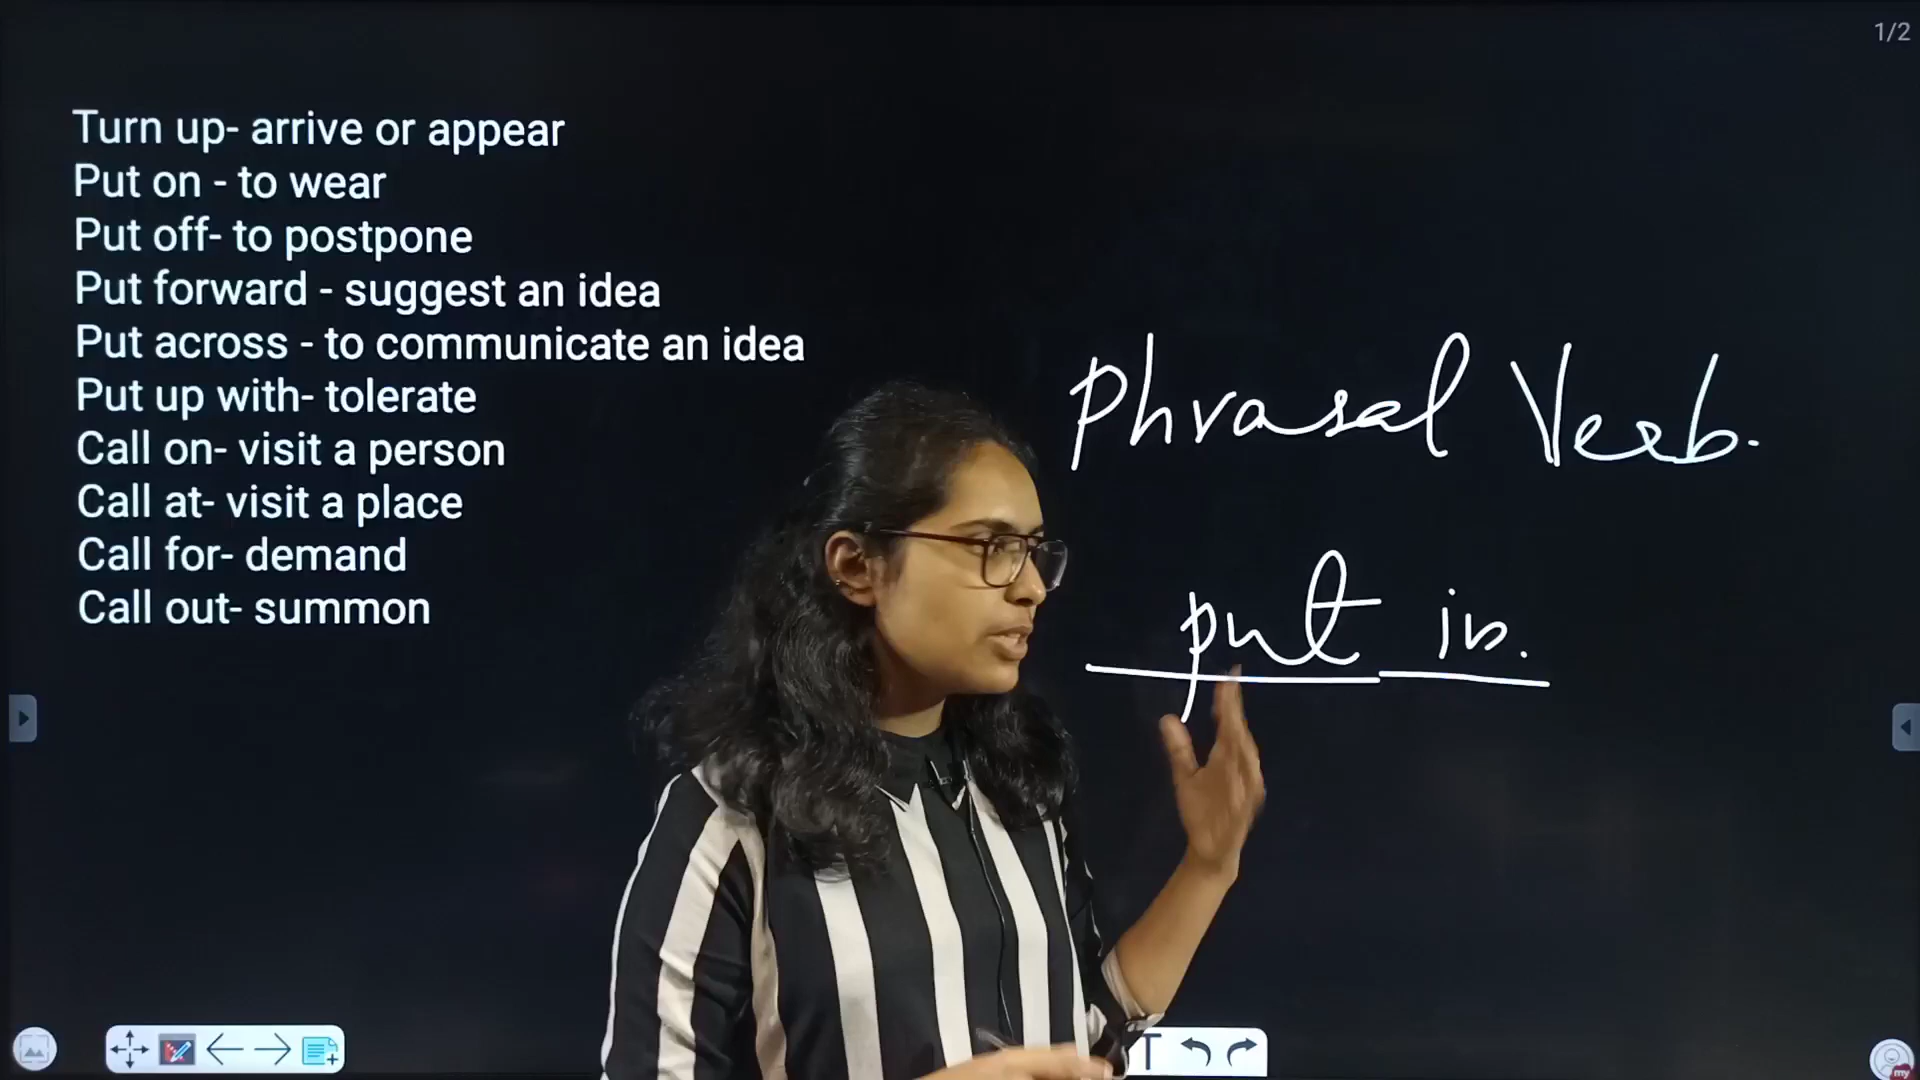 1/2
Turn up- arrive or appear
Put on - to wear
Put off- to postpone
Put forward - suggest an idea
Put across - to communicate an idea
Put up with- tolerate
Call on- visit a person
Call at- visit a place
Call for- demand
Call out- summon
Phrasal Verb.
put in.
T
my